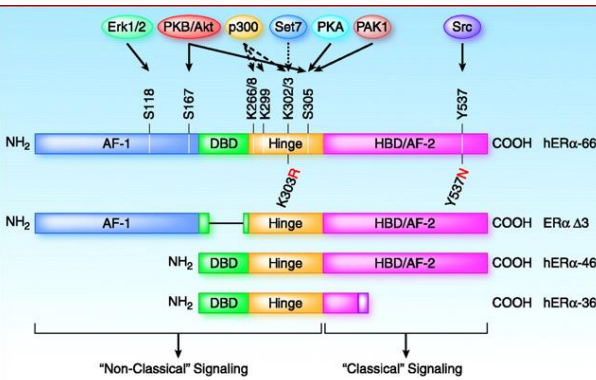 Erk1/2 PKB/Akt p300 Set7 PKA PAK1 Src
S118 S167 K266/8 K299 K302/3 S305 Y537
NH2 AF-1 DBD Hinge HBD/AF-2 COOH hERα-66
K303R Y537N
NH2 AF-1 Hinge HBD/AF-2 COOH ERα Δ3
NH2 DBD Hinge HBD/AF-2 COOH hERα-46
NH2 DBD Hinge COOH hERα-36
“Non-Classical” Signaling “Classical” Signaling